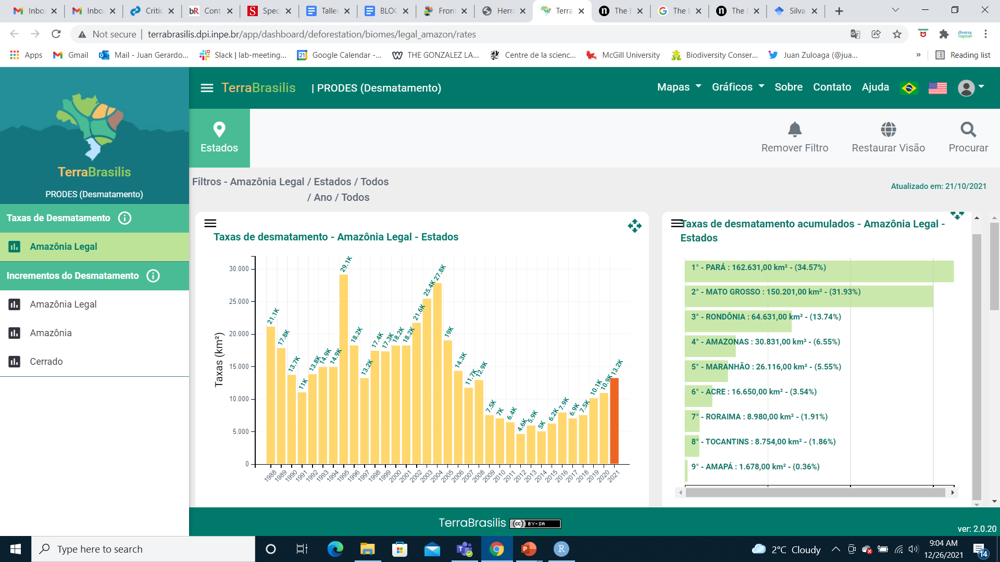 Inbo
Inbo
Critic
Cont
Spec
Taller
BLOG
Front
Herra
Terra
The E
The E
The
Silva
Not secure
terrabrasilis.dpi.inpe.br/app/dashboard/deforestation/biomes/legal_amazon/rates
Apps
Gmail
Mail - Juan Gerardo...
Slack | lab-meeting...
Google Calendar -...
THE GONZALEZ LA...
Centre de la scienc...
McGill University
Biodiversity Conser...
Juan Zuloaga (@jua...
»
Reading list
TerraBrasilis | PRODES (Desmatamento)
Mapas
Gráficos
Sobre
Contato
Ajuda
TerraBrasilis
PRODES (Desmatamento)
Taxas de Desmatamento
Amazônia Legal
Incrementos do Desmatamento
Amazônia Legal
Amazônia
Cerrado
Estados
Remover Filtro
Restaurar Visão
Procurar
Filtros - Amazônia Legal / Estados / Todos
/ Ano / Todos
Atualizado em: 21/10/2021
Taxas de desmatamento - Amazônia Legal - Estados
Taxas (km²)
30.000
25.000
20.000
15.000
10.000
5.000
0
21.1K
17.8K
13.7K
11K
13.8K
14.9K
14.9K
29.1K
18.2K
13.2K
17.4K
17.3K
18.2K
18.2K
21.6K
25.4K
27.8K
19K
14.3K
11.7K
12.9K
7.5K
7K
6.4K
4.6K
5.9K
5K
6.2K
7.9K
6.9K
7.5K
10.1K
10.9K
13.2K
1988
1989
1990
1991
1992
1993
1994
1995
1996
1997
1998
1999
2000
2001
2002
2003
2004
2005
2006
2007
2008
2009
2010
2011
2012
2013
2014
2015
2016
2017
2018
2019
2020
2021
Taxas de desmatamento acumulados - Amazônia Legal -
Estados
1° - PARÁ : 162.631,00 km² - (34.57%)
2° - MATO GROSSO : 150.201,00 km² - (31.93%)
3° - RONDÔNIA : 64.631,00 km² - (13.74%)
4° - AMAZONAS : 30.831,00 km² - (6.55%)
5° - MARANHÃO : 26.116,00 km² - (5.55%)
6° - ACRE : 16.650,00 km² - (3.54%)
7° - RORAIMA : 8.980,00 km² - (1.91%)
8° - TOCANTINS : 8.754,00 km² - (1.86%)
9° - AMAPÁ : 1.678,00 km² - (0.36%)
TerraBrasilis
cc BY-SA
ver: 2.0.20
Type here to search
2°C Cloudy
9:04 AM
12/26/2021
14